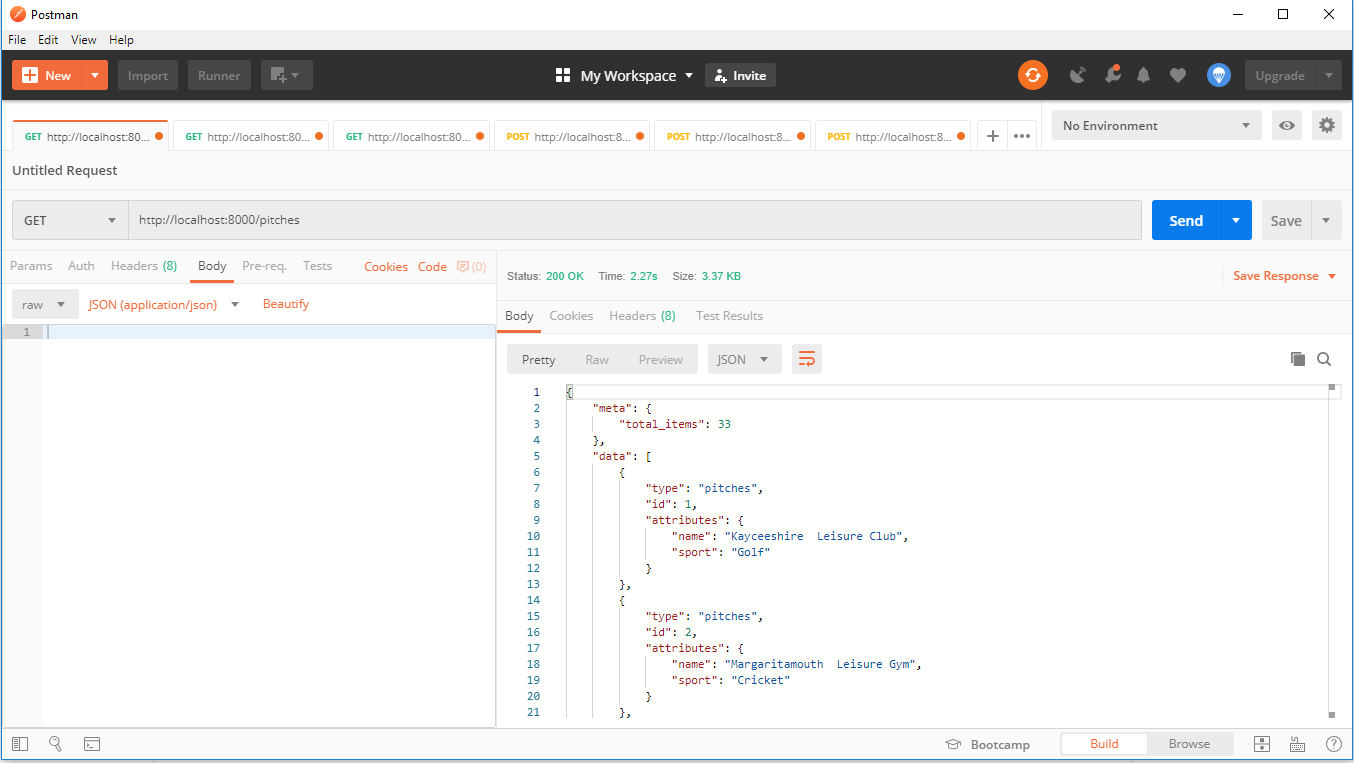 Postman
File Edit View Help
New Import Runner My Workspace Invite Upgrade
GET http://localhost:80... GET http://localhost:80... GET http://localhost:80... POST http://localhost:8... POST http://localhost:8... POST http://localhost:8... No Environment
Untitled Request
GET http://localhost:8000/pitches Send Save
Params Auth Headers (8) Body Pre-req. Tests Cookies Code (0)
Status: 200 OK Time: 2.27s Size: 3.37 KB Save Response
raw JSON (application/json) Beautify
1
Body Cookies Headers (8) Test Results
Pretty Raw Preview JSON
1 {
2 "meta": {
3 "total_items": 33
4 },
5 "data": [
6 {
7 "type": "pitches",
8 "id": 1,
9 "attributes": {
10 "name": "Kayceeshire  Leisure Club",
11 "sport": "Golf"
12 }
13 },
14 {
15 "type": "pitches",
16 "id": 2,
17 "attributes": {
18 "name": "Margaritamouth  Leisure Gym",
19 "sport": "Cricket"
20 }
21 },
Bootcamp Build Browse